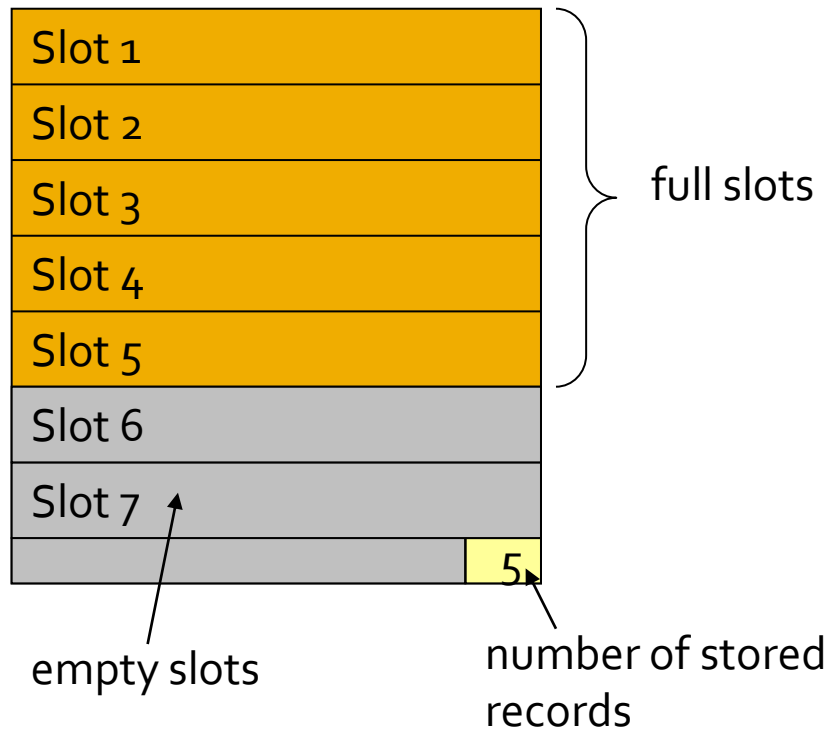 Slot 1
Slot 2
Slot 3
full slots
Slot 4
Slot 5
Slot 6
Slot 7
5
empty slots
number of stored
records